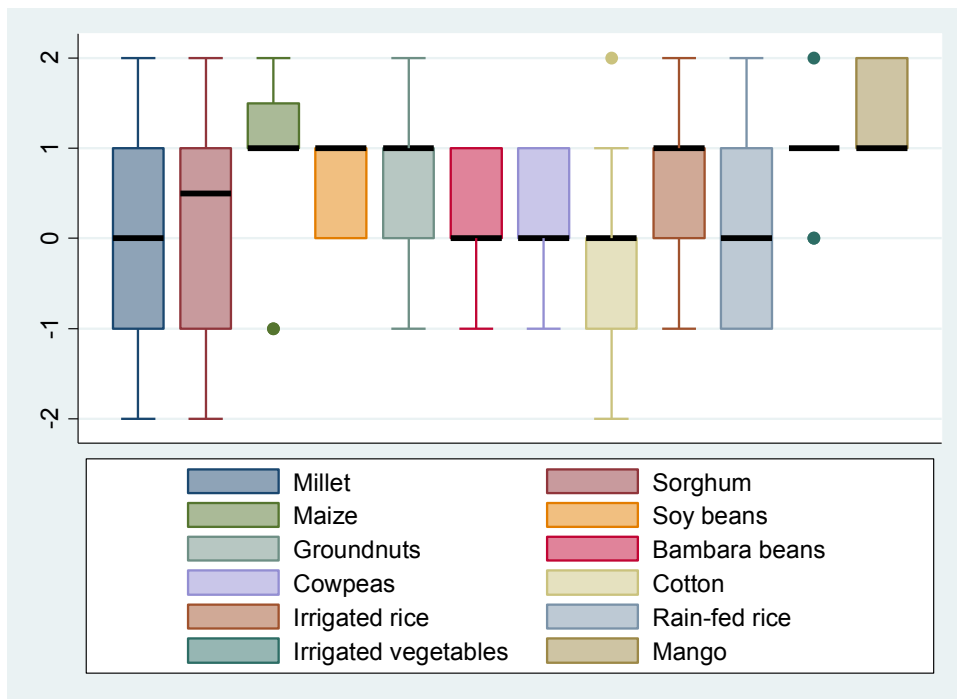 2
1
0
-1
-2
Millet Sorghum
Maize Soy beans
Groundnuts Bambara beans
Cowpeas Cotton
Irrigated rice Rain-fed rice
Irrigated vegetables Mango